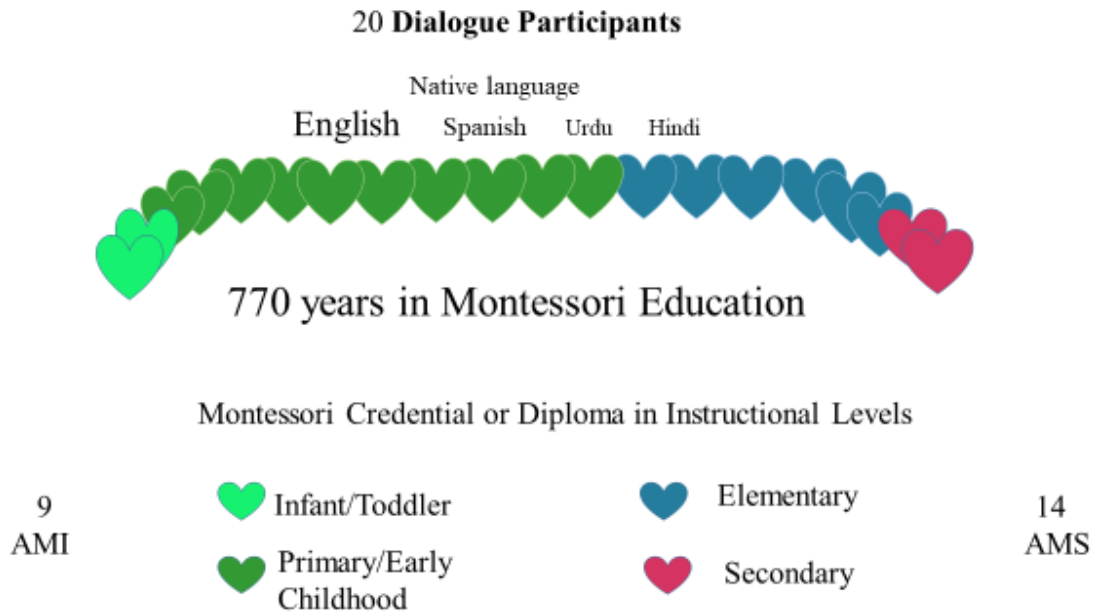 20 Dialogue Participants
Native language
English Spanish Urdu Hindi
770 years in Montessori Education
Montessori Credential or Diploma in Instructional Levels
9
AMI
Infant/Toddler
Primary/Early
Childhood
Elementary
Secondary
14
AMS